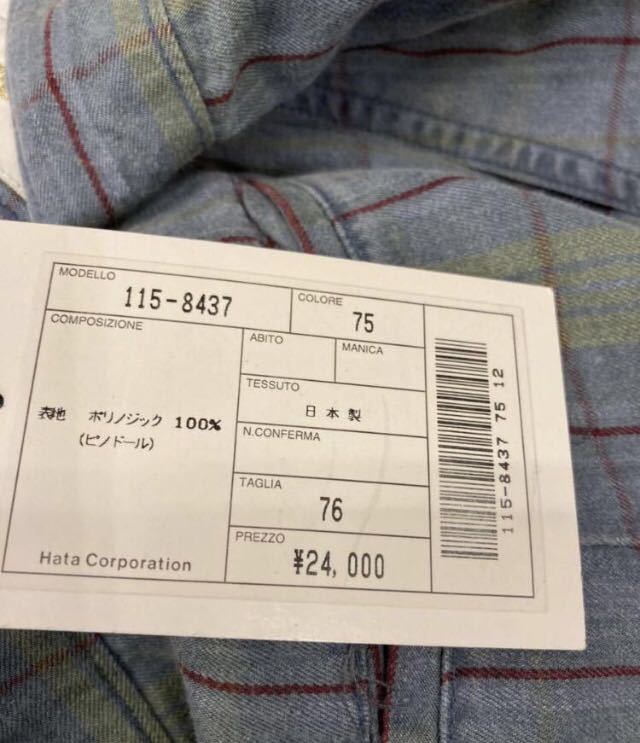 MODELLO
115-8437
COLORE
75
COMPOSIZIONE
表地 ポリノジック 100%
(ピノドール)
Hata Corporation
ABITO
MANICA
TESSUTO
日本製
N.CONFERMA
TAGLIA
76
PREZZO
¥24,000
115-8437 75 12